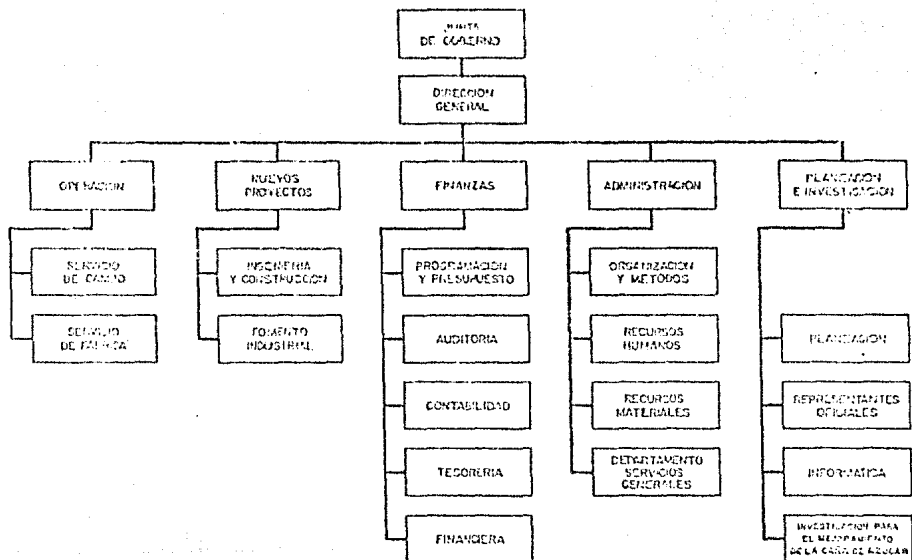 JUNTA
DE GOBIERNO
DIRECCION
GENERAL
OPERACION
NUEVOS
PROYECTOS
FINANZAS
ADMINISTRACION
PLANEACION
E INVESTIGACION
SERVICIO
DE CAMPO
INGENIERIA
Y CONSTRUCCION
PROGRAMACION
Y PRESUPUESTO
ORGANIZACION
Y METODOS
SERVICIO
DE FABRICA
FOMENTO
INDUSTRIAL
AUDITORIA
RECURSOS
HUMANOS
PLANEACION
CONTABILIDAD
RECURSOS
MATERIALES
REPRESENTANTES
OFICIALES
TESORERIA
DEPARTAMENTO
SERVICIOS
GENERALES
INFORMATICA
FINANCIERA
INVESTIGACION PARA
EL MEJORAMIENTO
DE LA CAÑA DE AZUCAR